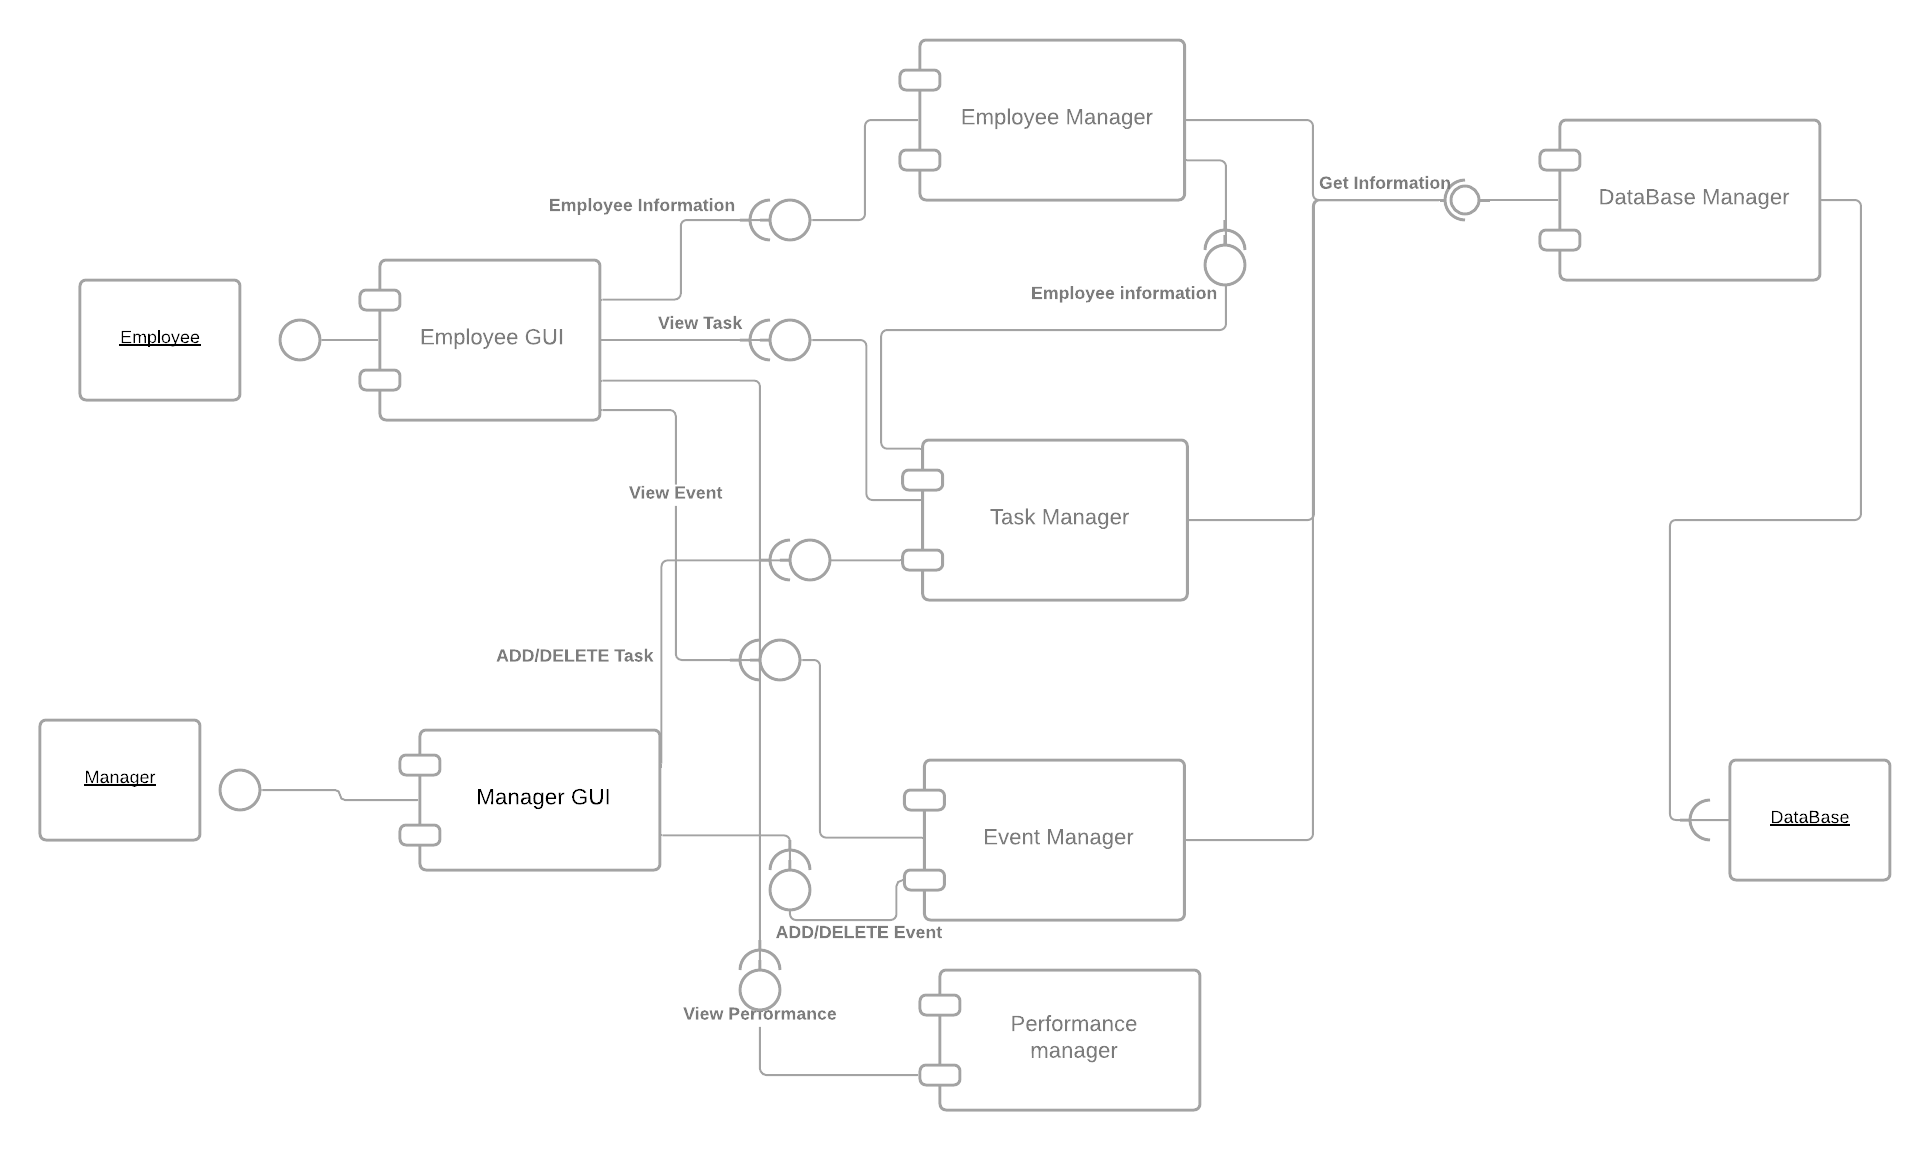 Employee Manager
Get Information
DataBase Manager
Employee Information
Employee information
View Task
Employee
Employee GUI
View Event
Task Manager
ADD/DELETE Task
Manager
Manager GUI
Event Manager
DataBase
ADD/DELETE Event
View Performance
Performance
manager